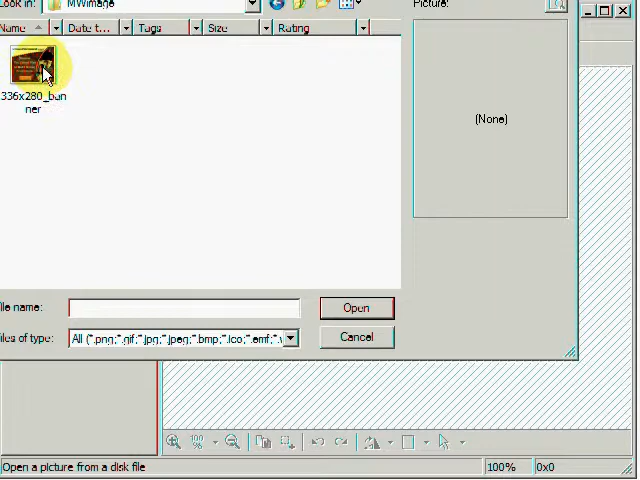 Look in:
MWimage
Picture:
Name
Date t...
Tags
Size
Rating
336x280_ban
ner
(None)
File name:
Open
Files of type:
All (*.png;*.gif;*.jpg;*.jpeg;*.bmp;*.ico;*.emf;*.
Cancel
100%
Open a picture from a disk file
100%
0x0